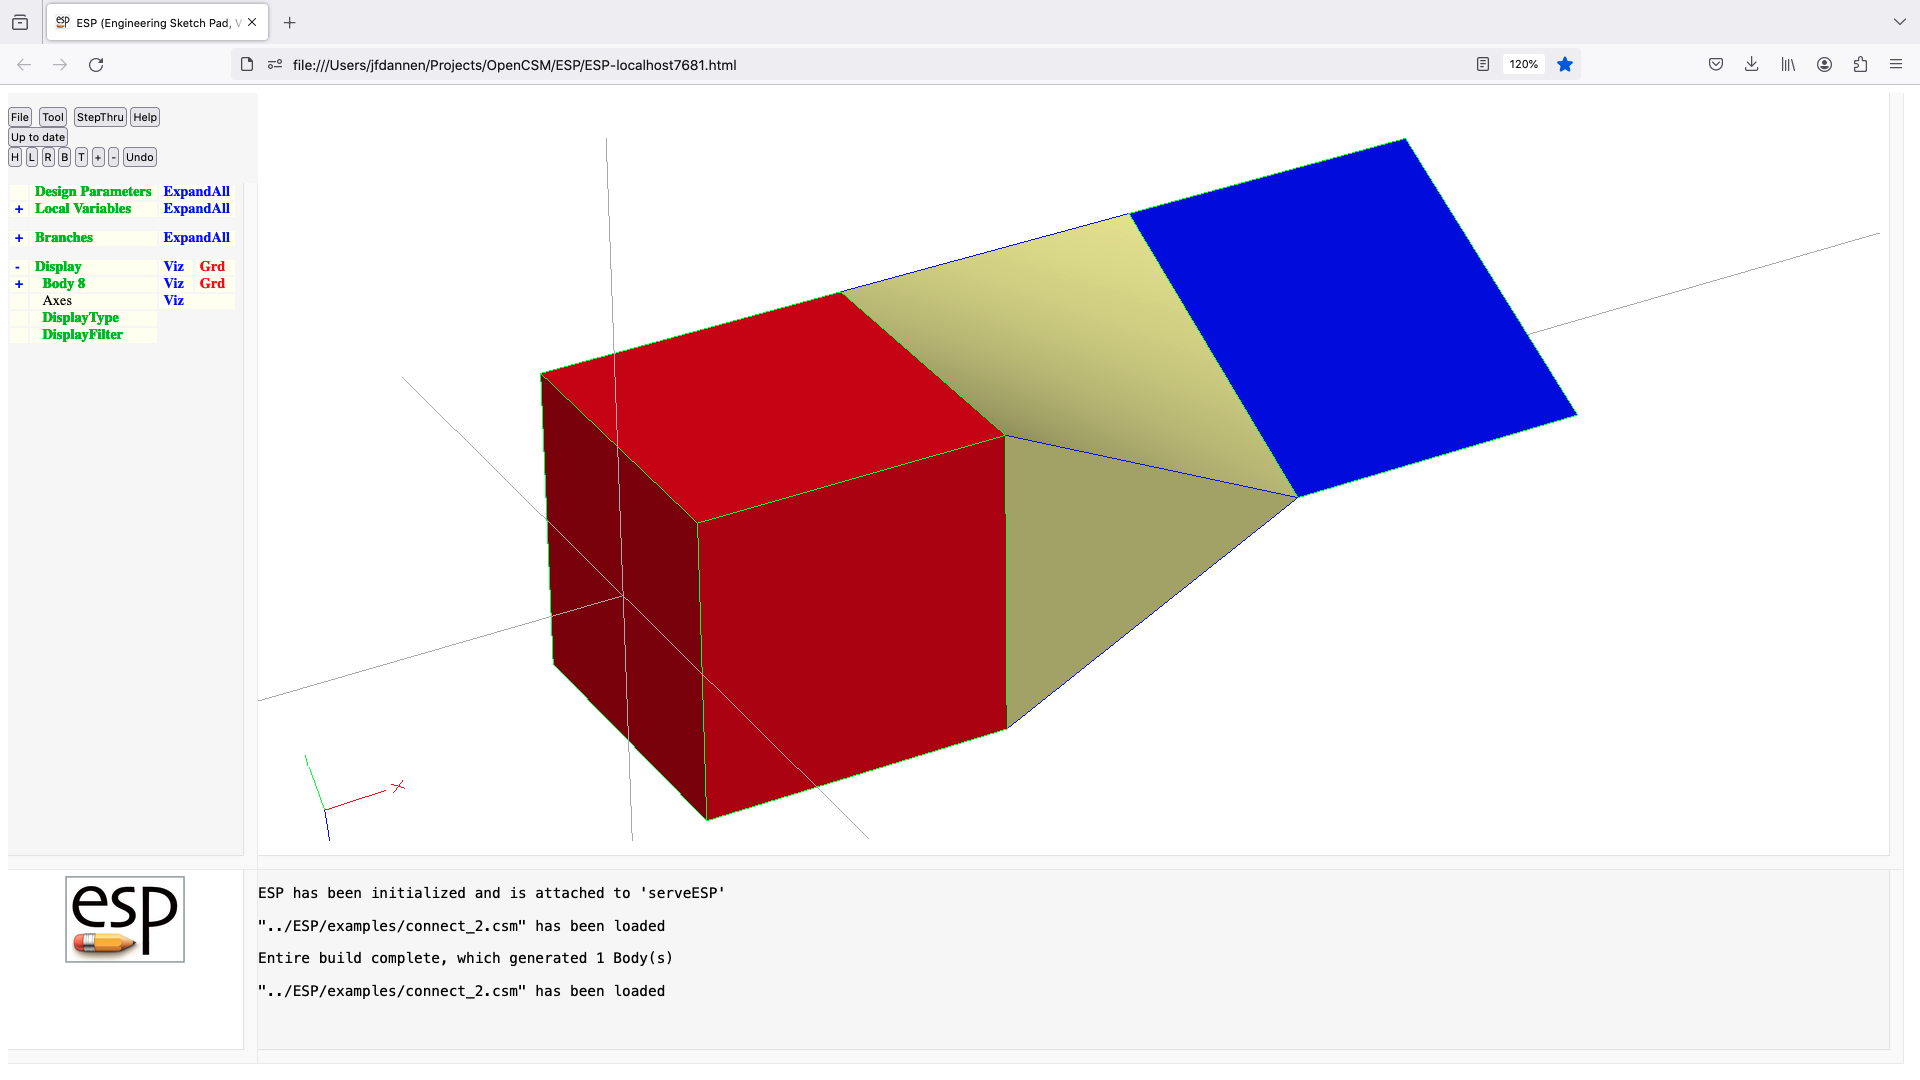 ESP (Engineering Sketch Pad, V
file:///Users/jfdannen/Projects/OpenCSM/ESP/ESP-localhost7681.html
120%
File Tool StepThru Help
Up to date
H L R B T + - Undo
Design Parameters ExpandAll
+ Local Variables ExpandAll
+ Branches ExpandAll
- Display Viz Grd
+ Body 8 Viz Grd
Axes Viz
DisplayType
DisplayFilter
X
esp
ESP has been initialized and is attached to 'serveESP'
"../ESP/examples/connect_2.csm" has been loaded
Entire build complete, which generated 1 Body(s)
"../ESP/examples/connect_2.csm" has been loaded